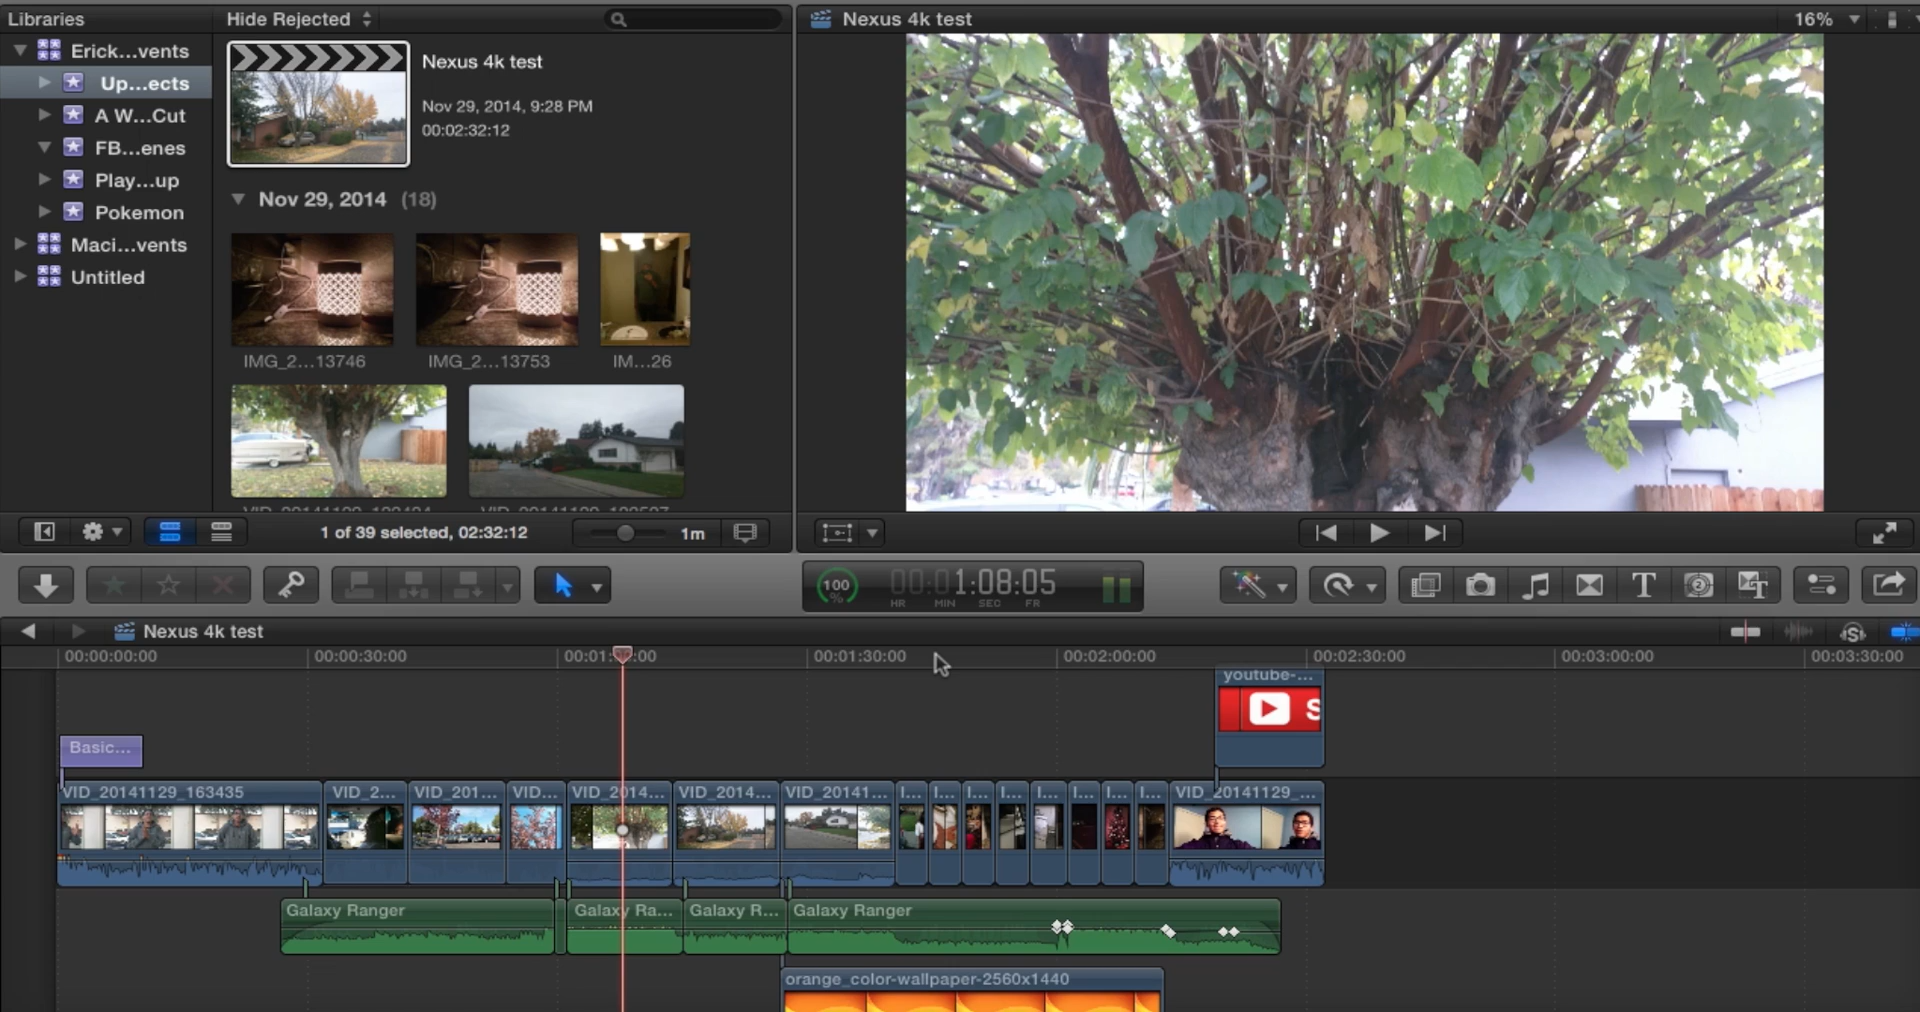 Libraries
Hide Rejected
Erick...vents
Up...ects
A W...Cut
FB...enes
Play...up
Pokemon
Maci...vents
Untitled
Nexus 4k test
Nov 29, 2014, 9:28 PM
00:02:32:12
Nov 29, 2014 (18)
IMG_2...13746
IMG_2...13753
IM...26
1 of 39 selected, 02:32:12
1m
Nexus 4k test
16%
100
%
00:01:08:05
HR MIN SEC FR
T
Nexus 4k test
00:00:00:00
00:00:30:00
00:01:30:00
00:02:00:00
00:02:30:00
00:03:00:00
00:03:30:00
youtube-...
S
Basic...
VID_20141129_163435
VID_2...
VID_201...
VID...
VID_2014...
VID_2014...
VID_20141...
I...
I...
I...
I...
I...
I...
I...
I...
VID_20141129_...
Galaxy Ranger
Galaxy Ra...
Galaxy R...
Galaxy Ranger
orange_color-wallpaper-2560x1440